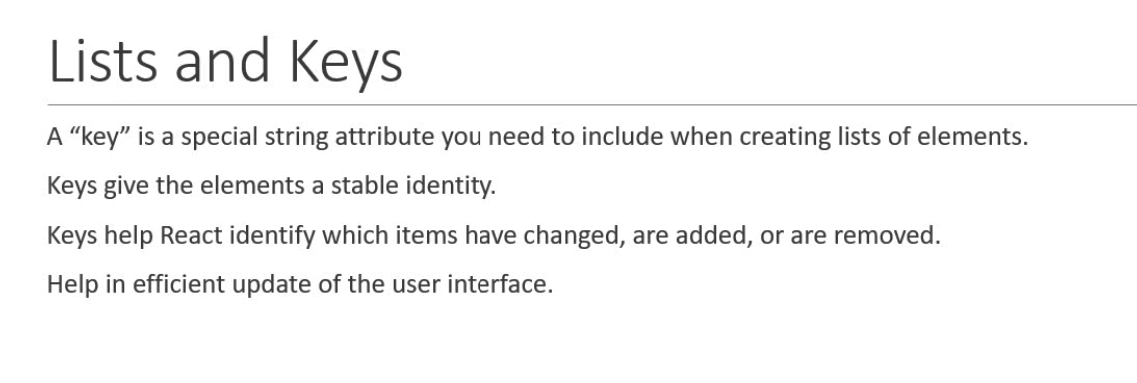 Lists and Keys
A “key” is a special string attribute you need to include when creating lists of elements.
Keys give the elements a stable identity.
Keys help React identify which items have changed, are added, or are removed.
Help in efficient update of the user interface.